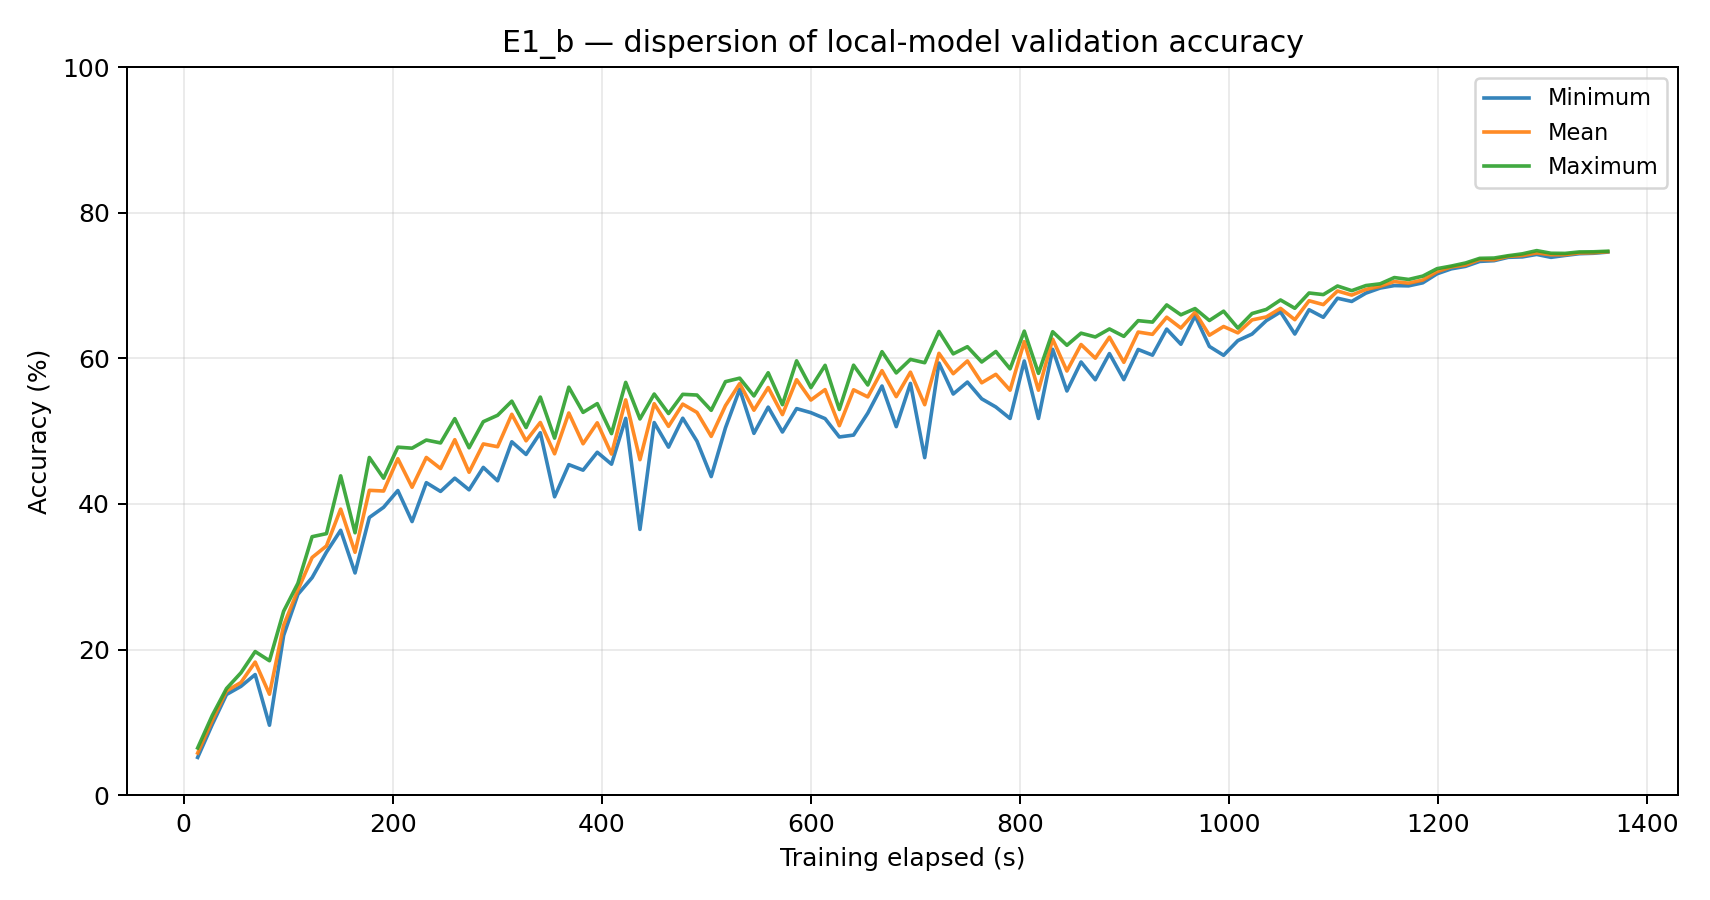 E1_b — dispersion of local-model validation accuracy
100
80
60
40
20
0
Accuracy (%)
Minimum
Mean
Maximum
0 200 400 600 800 1000 1200 1400
Training elapsed (s)